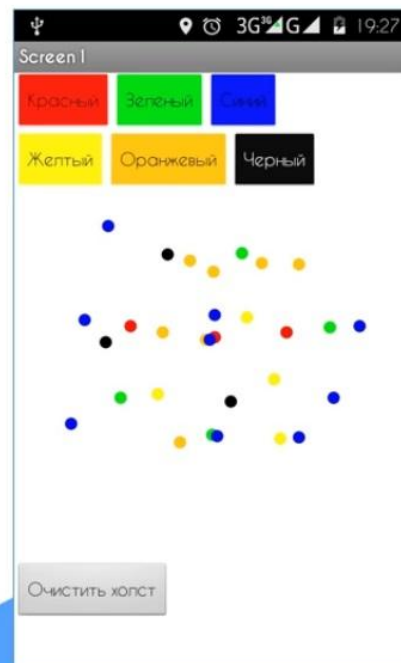 3G 3G G 19:27
Screen1
Красный Зеленый Синий
Желтый Оранжевый Черный
Очистить холст